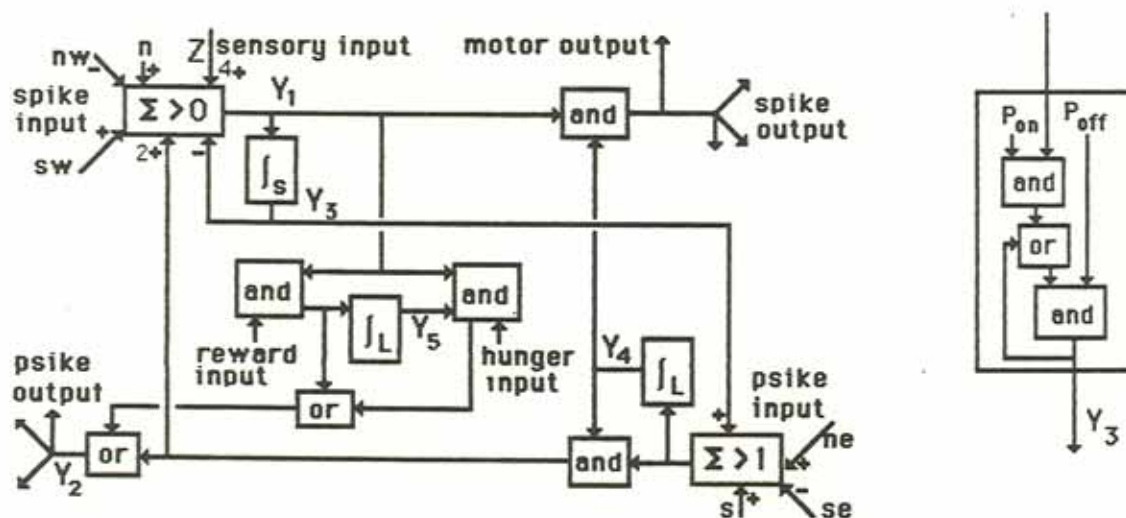 motor output
n
Z sensory input
nw
-
+
4+
Y1
spike
input
Σ >0
and
spike
output
+
sw
2+
-
∫s
Y3
Pon
Poff
and
or
and
and
∫L
Y5
and
reward
input
hunger
input
Y4
∫L
psike
input
psike
output
or
+
ne
or
Y2
and
Σ >1
+
-
s
+
se
Y3